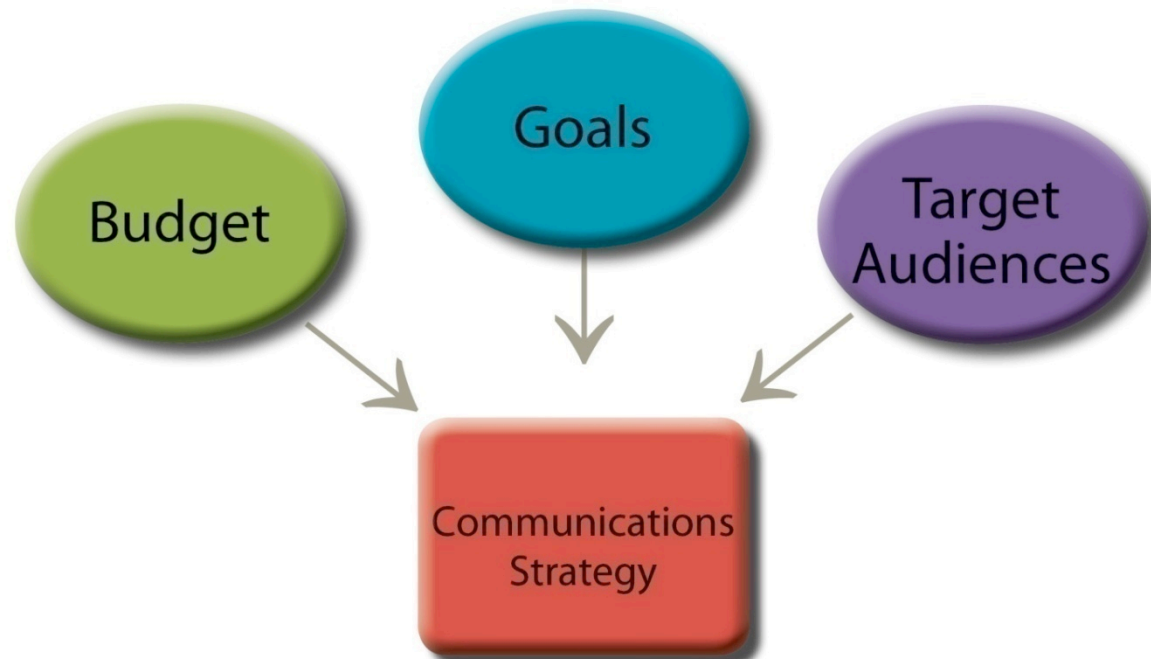 Budget
Goals
Target
Audiences
Communications
Strategy